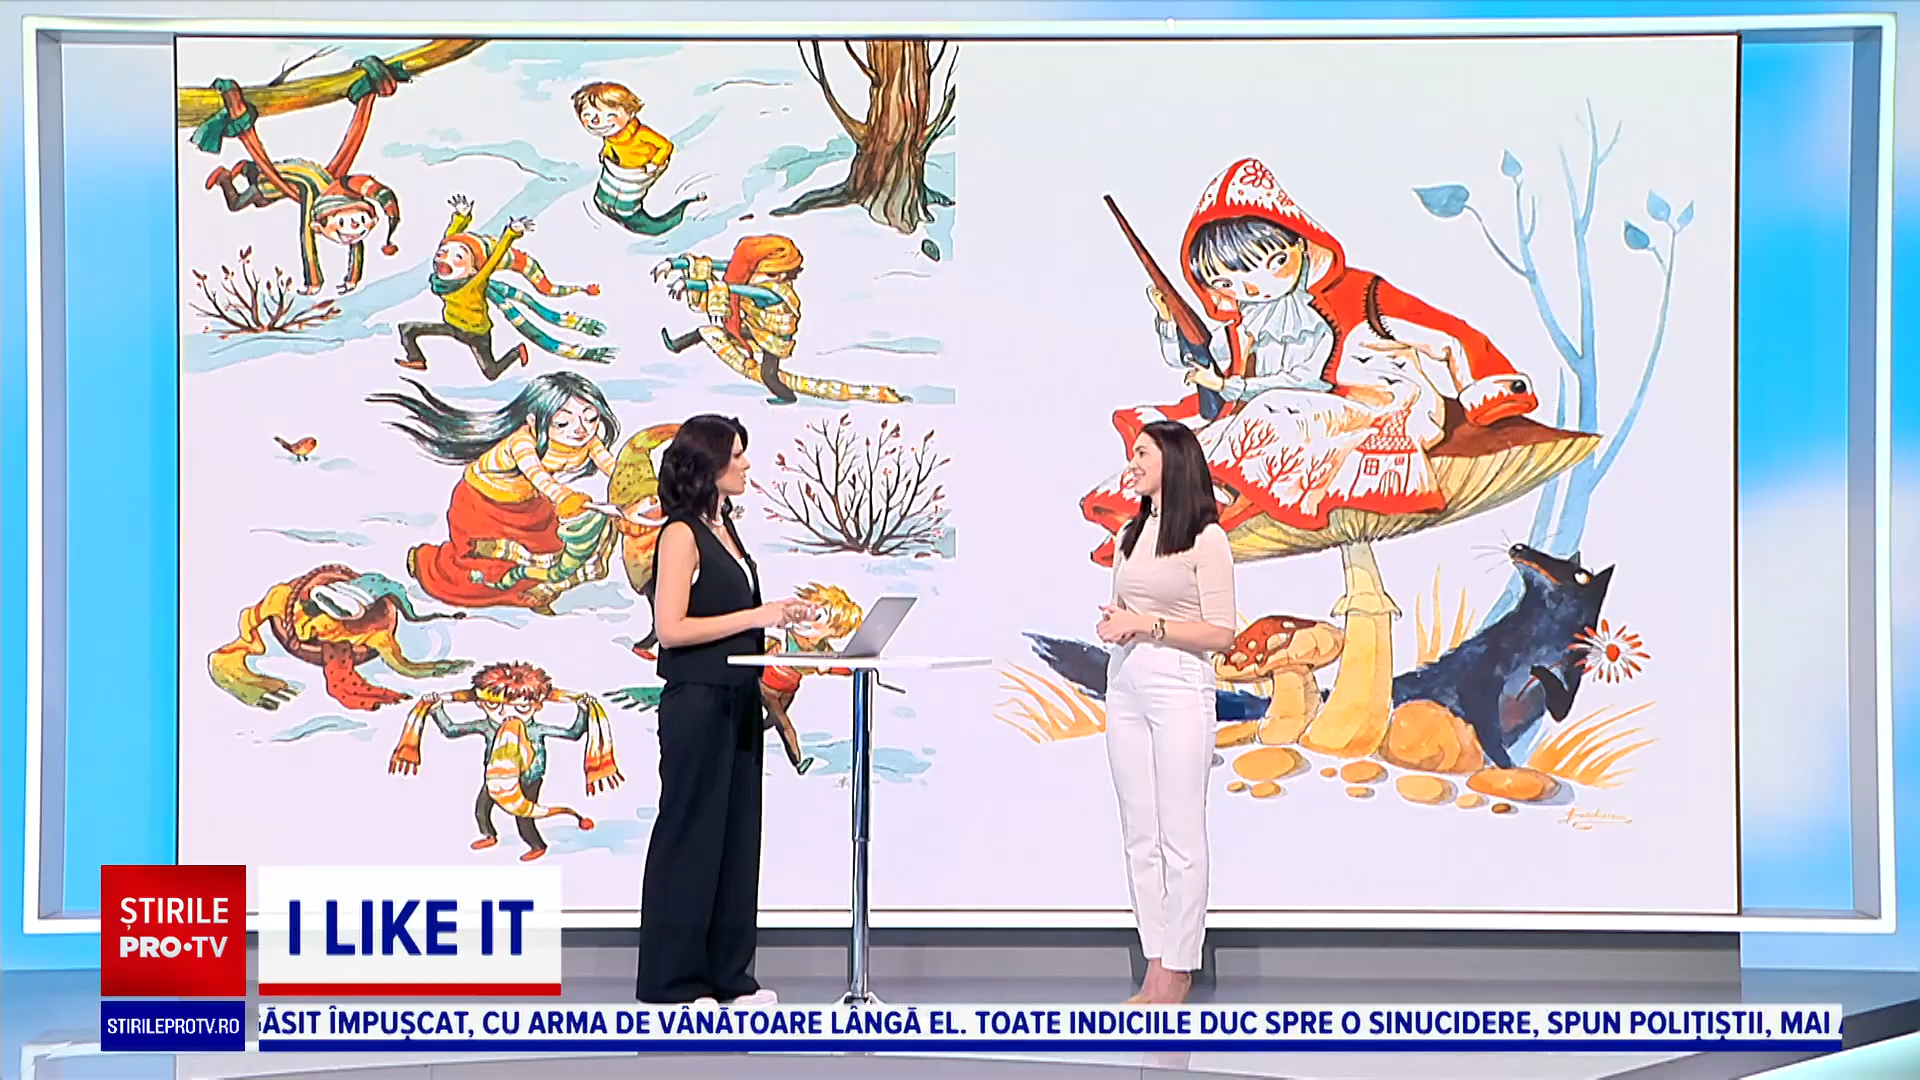 ȘTIRILE
PRO•TV
I LIKE IT
STIRILEPROTV.RO
GĂSIT ÎMPUȘCAT, CU ARMA DE VÂNĂTOARE LÂNGĂ EL. TOATE INDICIILE DUC SPRE O SINUCIDERE, SPUN POLIȚIȘTII, MAI